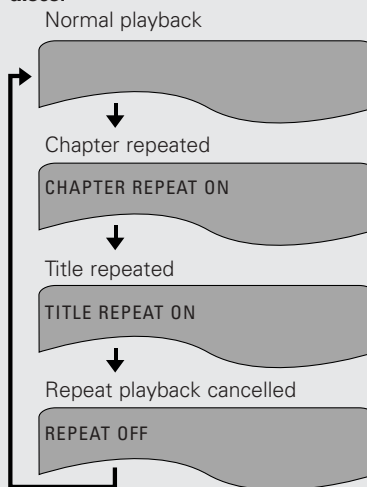 Normal playback
Chapter repeated
CHAPTER REPEAT ON
Title repeated
TITLE REPEAT ON
Repeat playback cancelled
REPEAT OFF